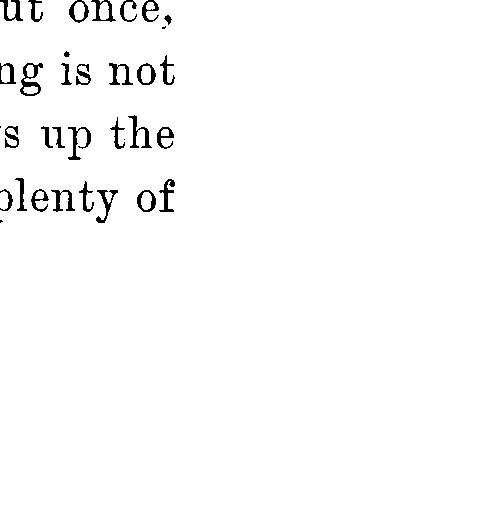 ut once,
ng is not
s up the
plenty of